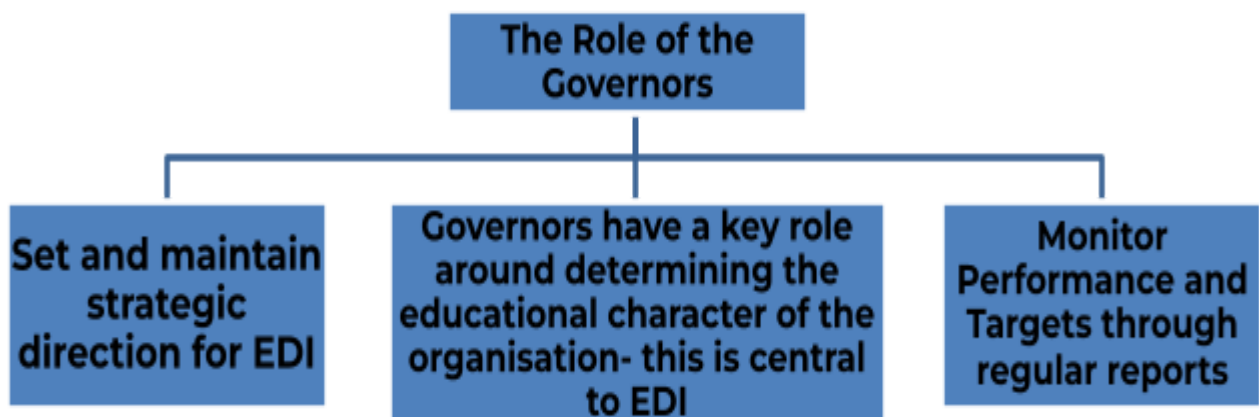 The Role of the
Governors
Set and maintain
strategic
direction for EDI
Governors have a key role
around determining the
educational character of the
organisation- this is central
to EDI
Monitor
Performance and
Targets through
regular reports